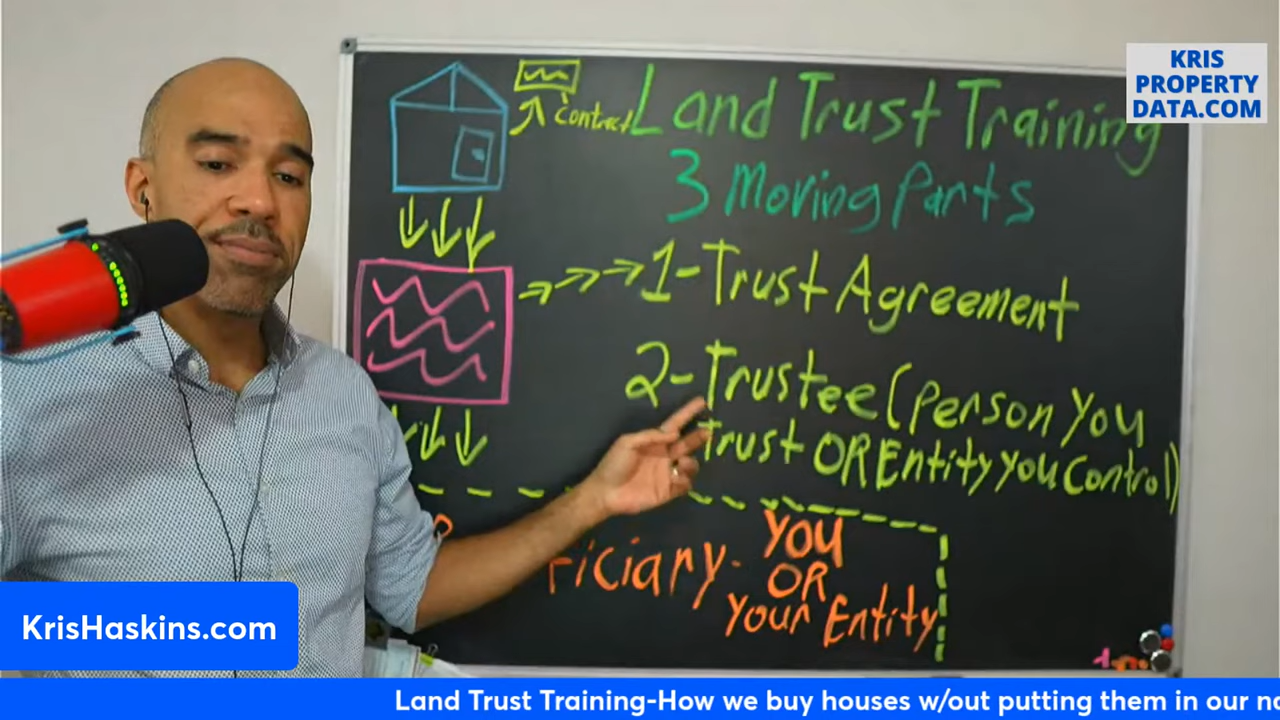 KRIS
PROPERTY
DATA.COM
contract
Land Trust Training
3 Moving Parts
1-Trust Agreement
2-Trustee (Person You
Trust OR Entity You Control)
ficiary- YOU
OR
Your Entity
KrisHaskins.com
Land Trust Training-How we buy houses w/out putting them in our